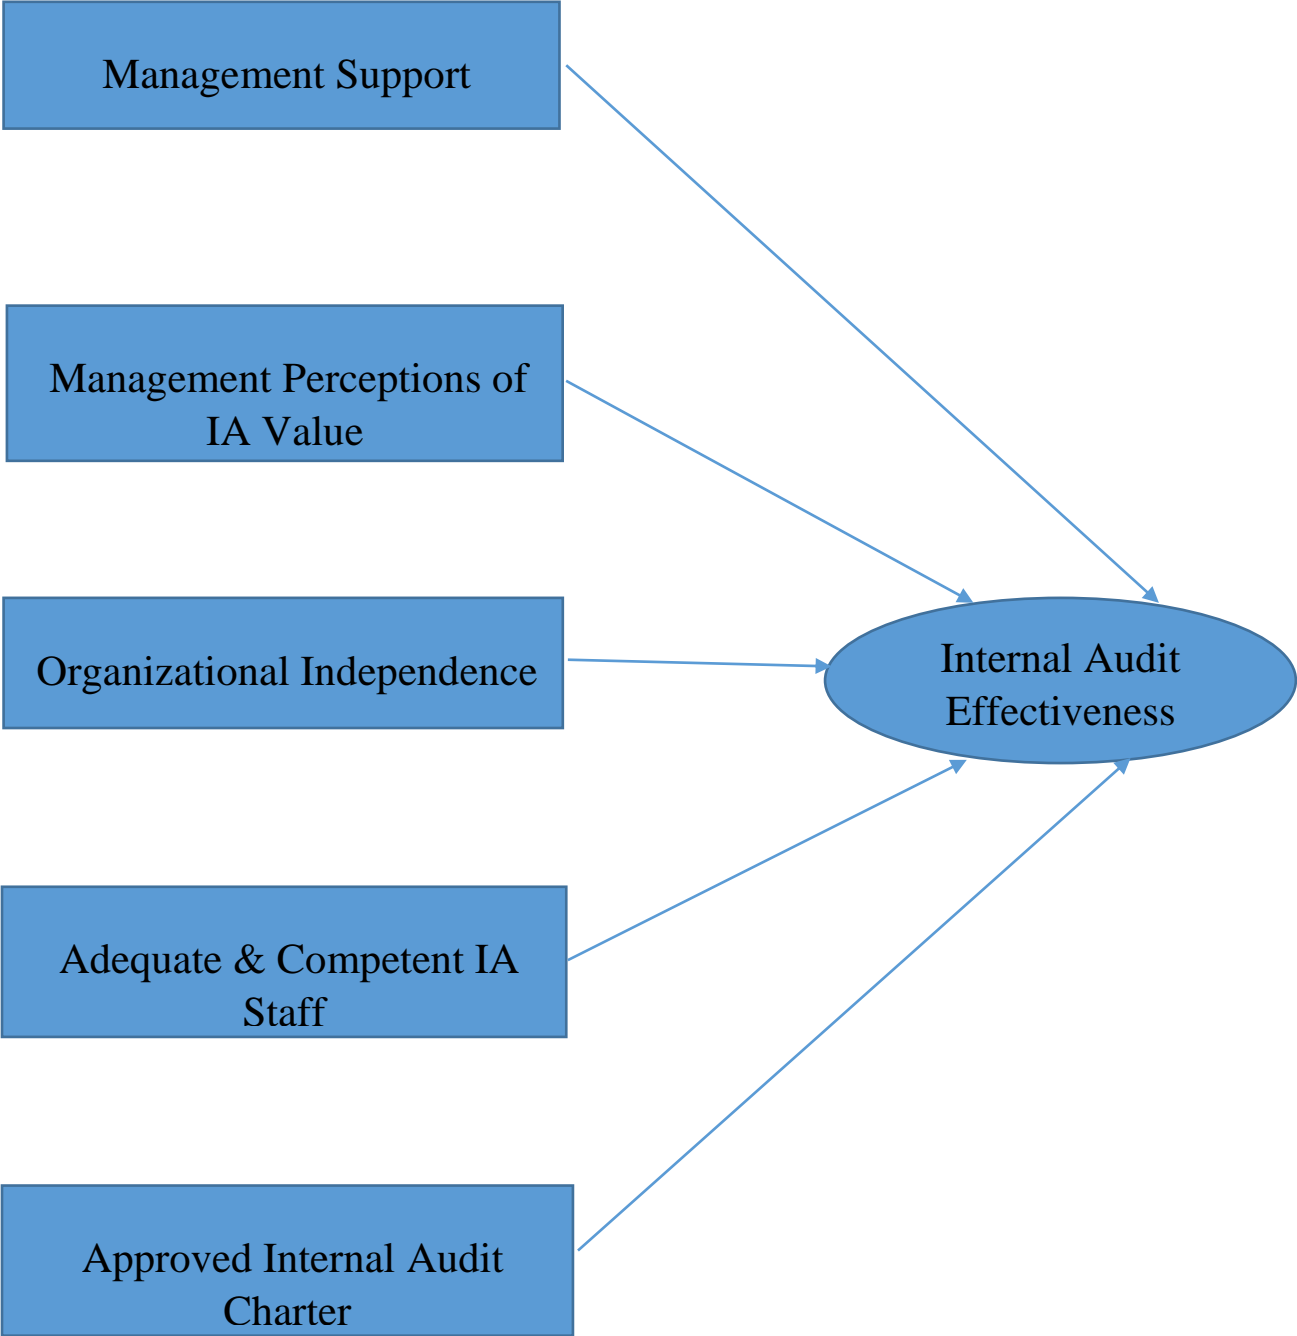 Management Support
Management Perceptions of
IA Value
Organizational Independence
Internal Audit
Effectiveness
Adequate & Competent IA
Staff
Approved Internal Audit
Charter